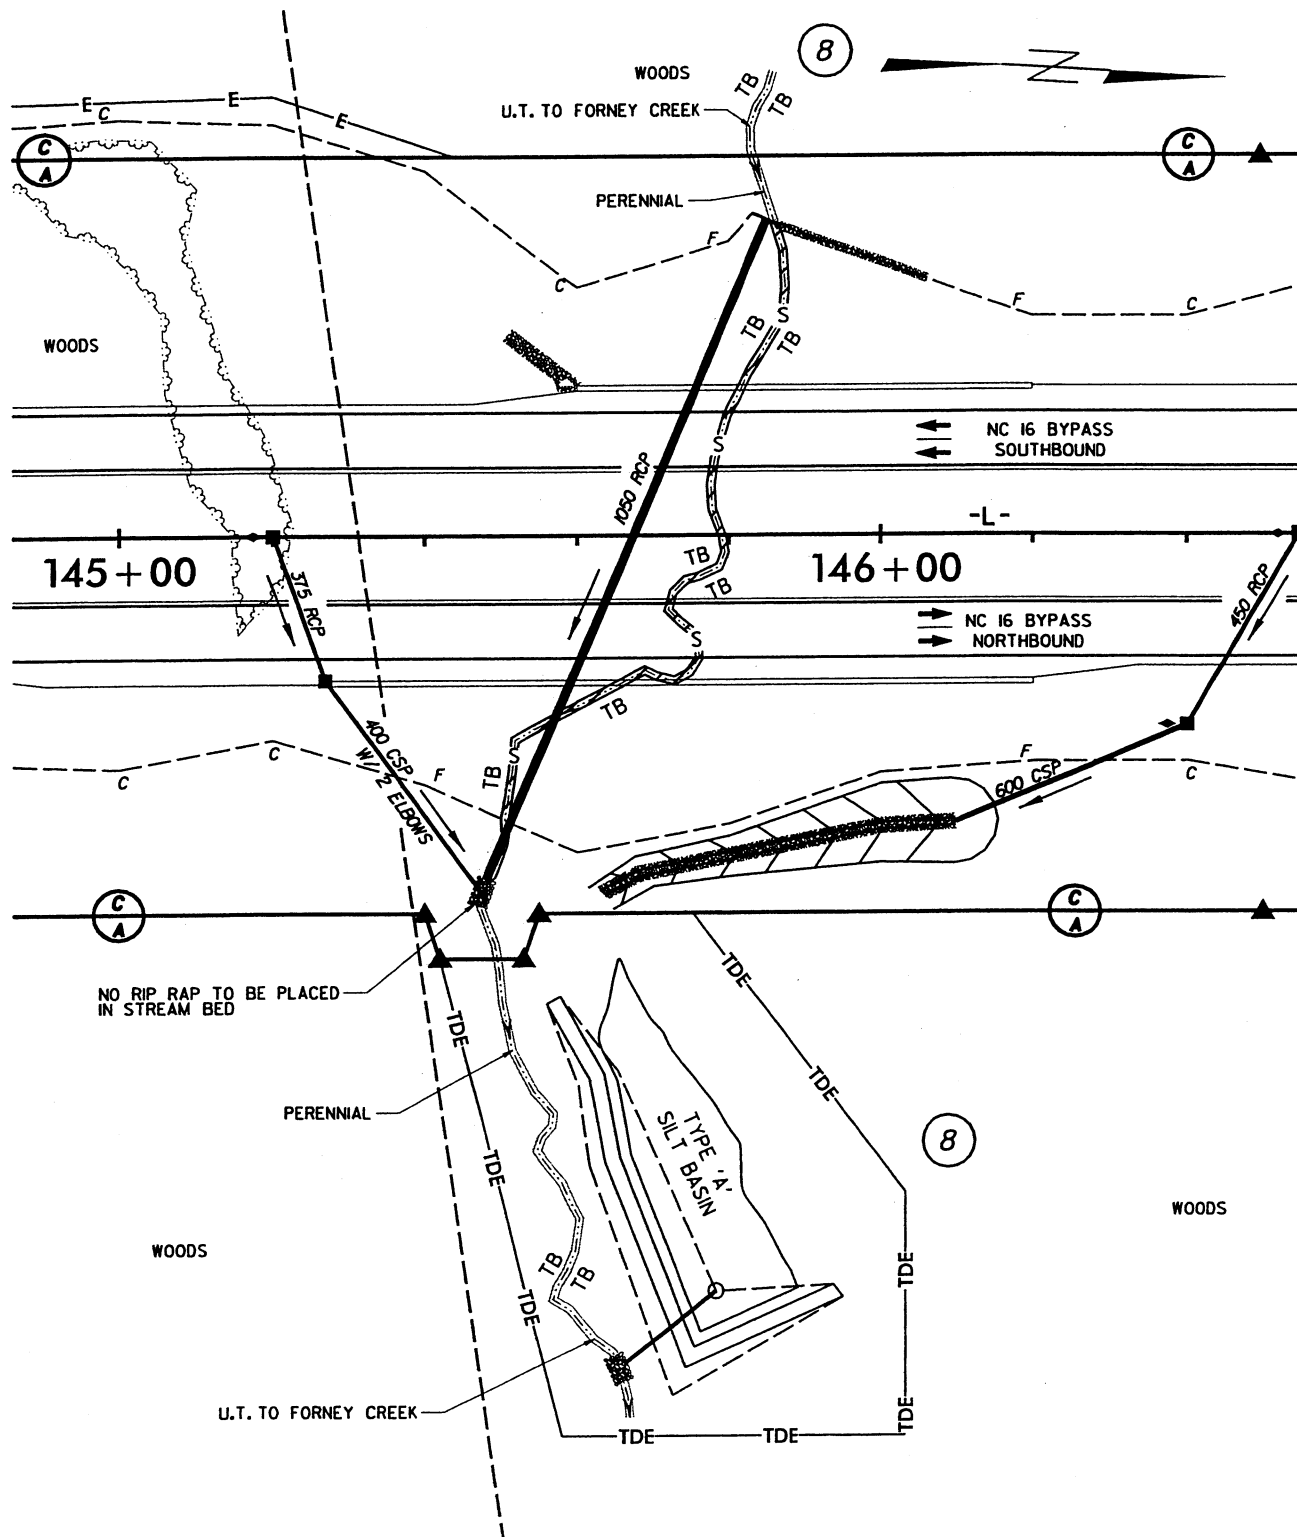 8
WOODS
U.T. TO FORNEY CREEK
TB
TB
N
E
E
E
C
C
A
C
A
PERENNIAL
F
C
F
C
S
TB
TB
WOODS
NC 16 BYPASS
SOUTHBOUND
S
1050 RCP
-L-
145+00
146+00
TB
TB
375 RCP
450 RCP
NC 16 BYPASS
NORTHBOUND
S
TB
400 CSP
W/ 2 ELBOWS
S
TB
C
C
F
F
C
600 CSP
C
A
C
A
NO RIP RAP TO BE PLACED
IN STREAM BED
TDE
TDE
TDE
PERENNIAL
TYPE 'A'
SILT BASIN
8
TDE
WOODS
WOODS
TB
TB
TDE
TDE
U.T. TO FORNEY CREEK
TDE
TDE
TDE